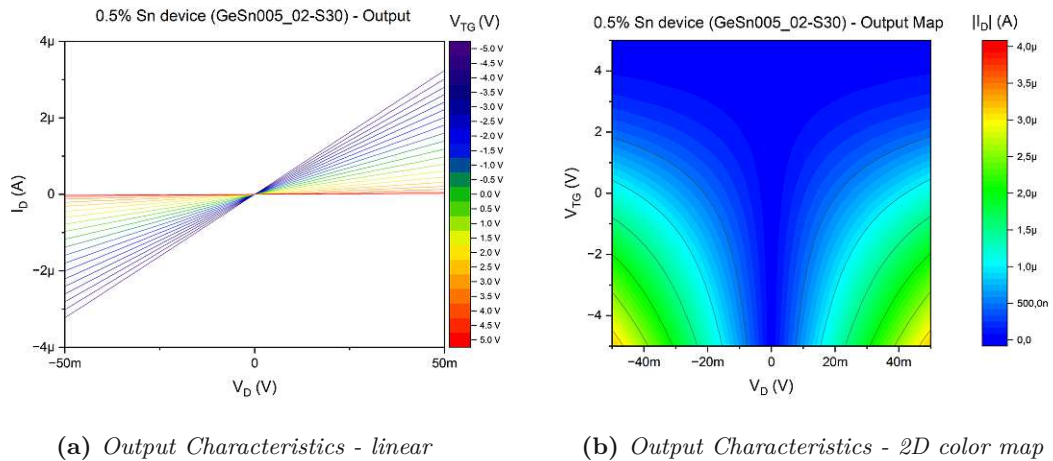 0.5% Sn device (GeSn005_02-S30) - Output
V_TG (V)
4µ
2µ
0
−2µ
−4µ
I_D (A)
−50m
0
50m
V_D (V)
-5.0 V
-4.5 V
-4.0 V
-3.5 V
-3.0 V
-2.5 V
-2.0 V
-1.5 V
-1.0 V
-0.5 V
0.0 V
0.5 V
1.0 V
1.5 V
2.0 V
2.5 V
3.0 V
3.5 V
4.0 V
4.5 V
5.0 V
0.5% Sn device (GeSn005_02-S30) - Output Map
|I_D| (A)
4
2
0
−2
−4
V_TG (V)
−40m
−20m
0
20m
40m
V_D (V)
4,0µ
3,5µ
3,0µ
2,5µ
2,0µ
1,5µ
1,0µ
500,0n
0,0
(a) Output Characteristics - linear
(b) Output Characteristics - 2D color map